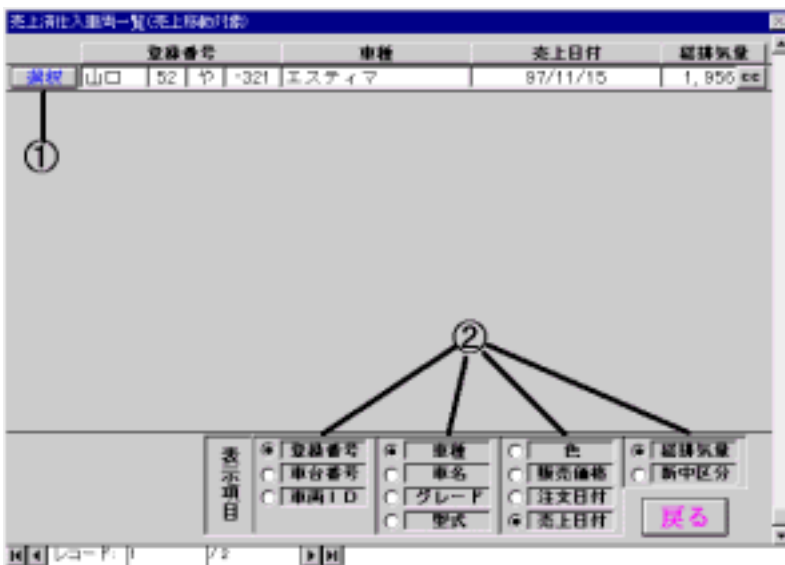 売上済仕入車両一覧(売上移動対象)
登録番号 車種 売上日付 総排気量
選択 山口 52 や -321 エスティマ 97/11/15 1,956 cc
①
②
表示項目
登録番号 車種 色 総排気量
車台番号 車名 販売価格 新中区分
車両ID グレード 注文日付
型式 売上日付
戻る
レコード: 1 / 2